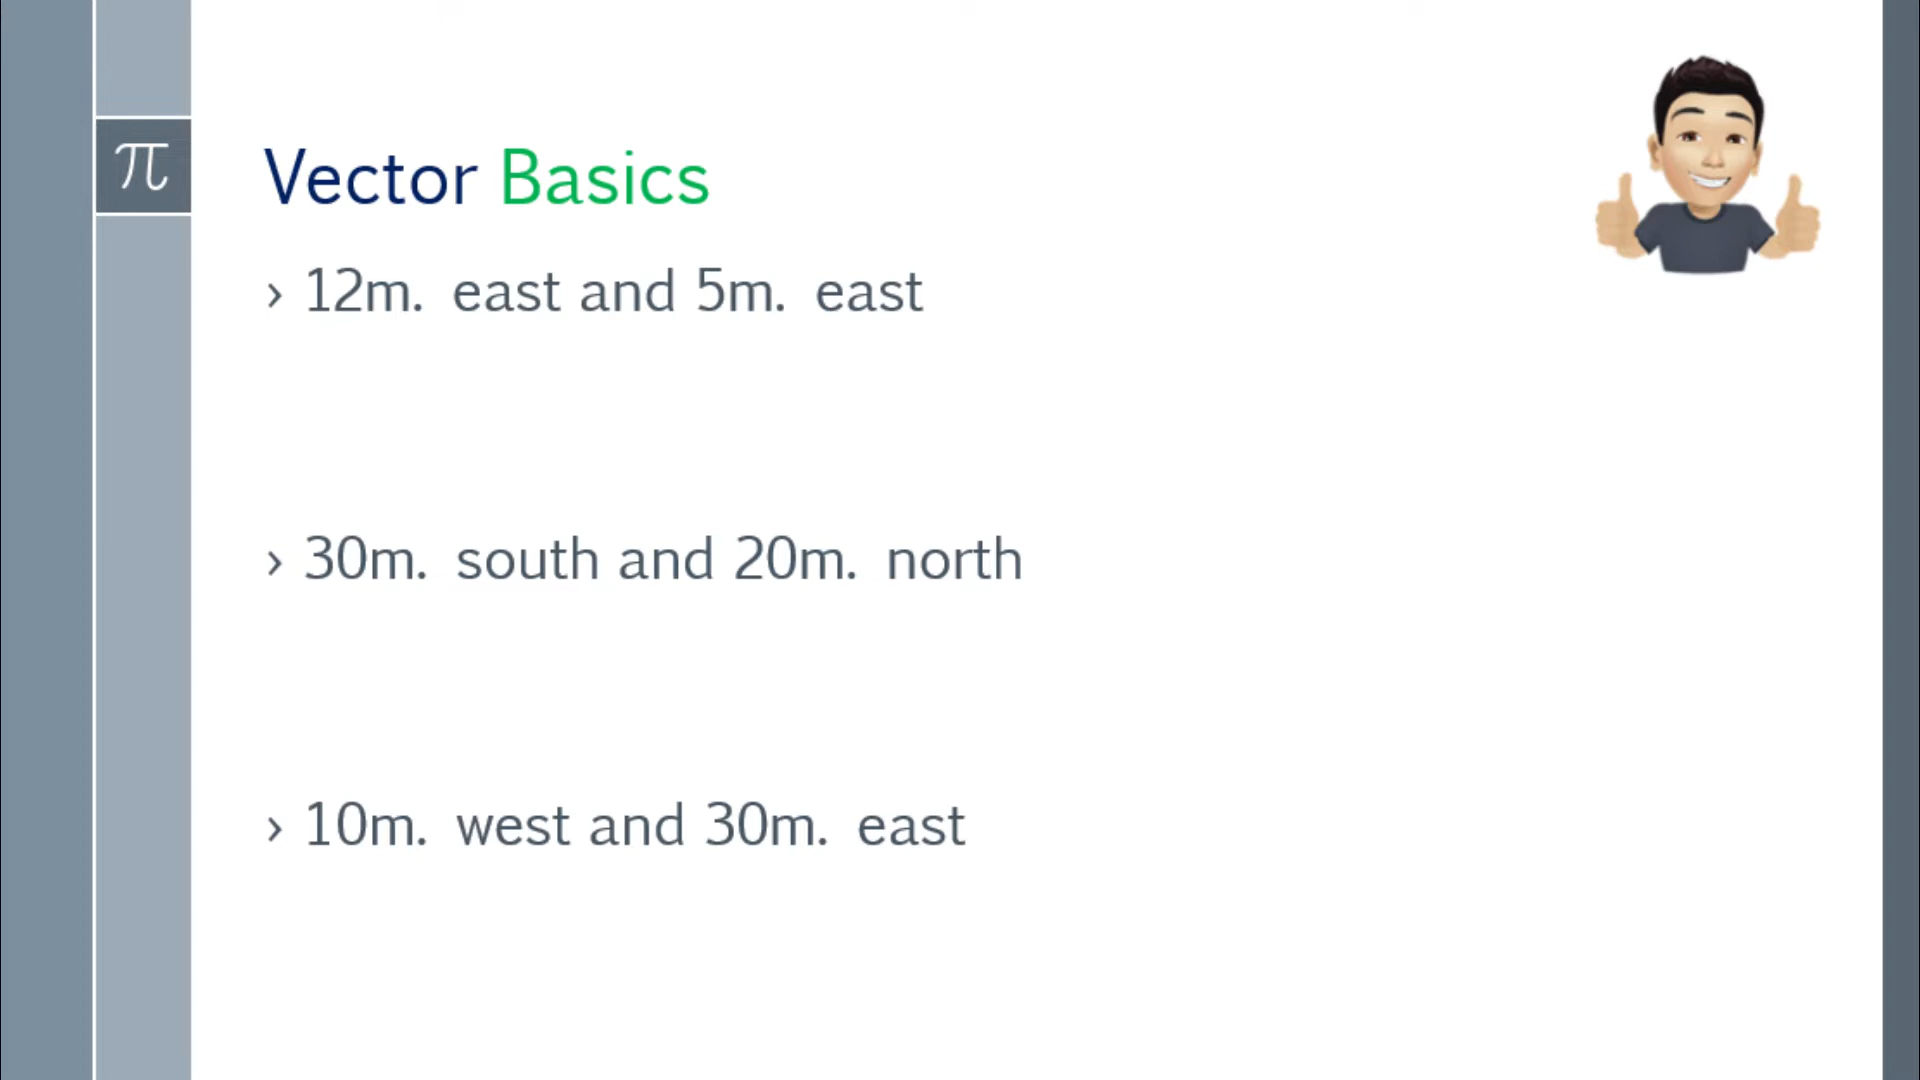 π
Vector Basics
› 12m. east and 5m. east
› 30m. south and 20m. north
› 10m. west and 30m. east